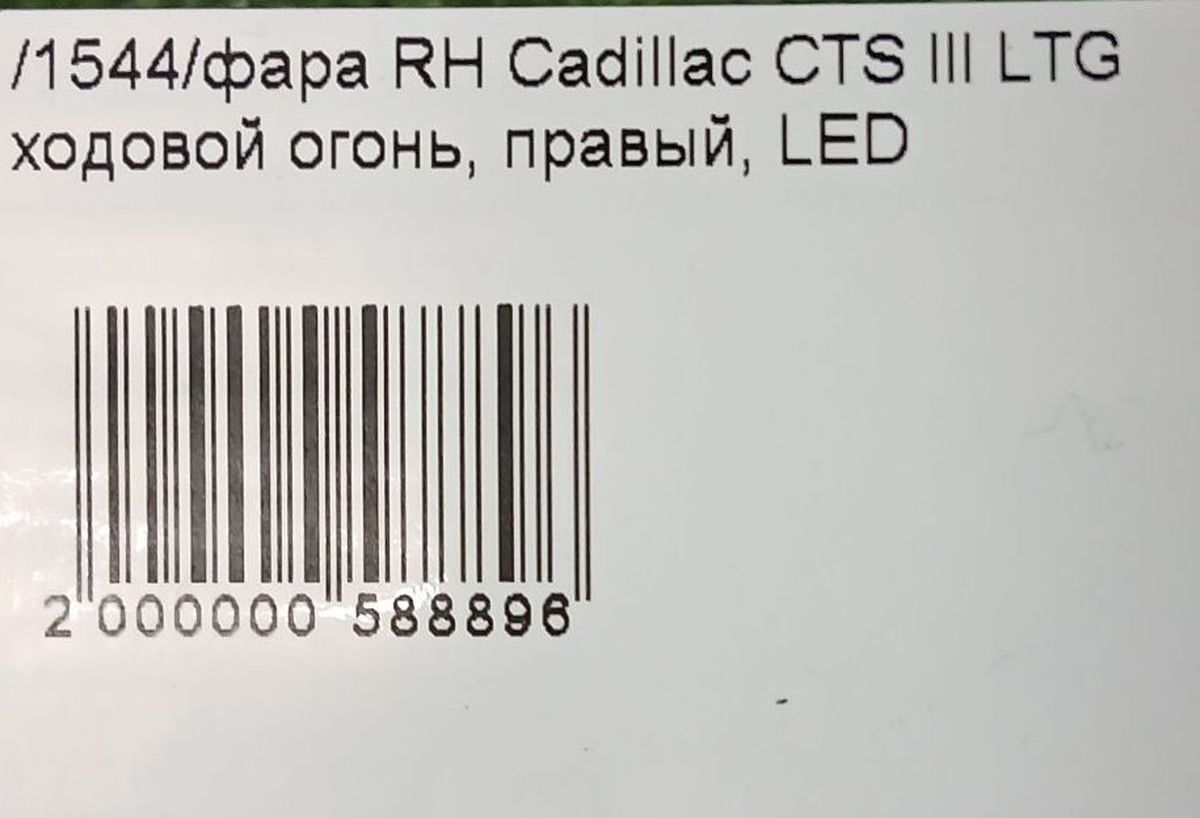 /1544/фара RH Cadillac CTS III LTG
ходовой огонь, правый, LED
2 000000 588896